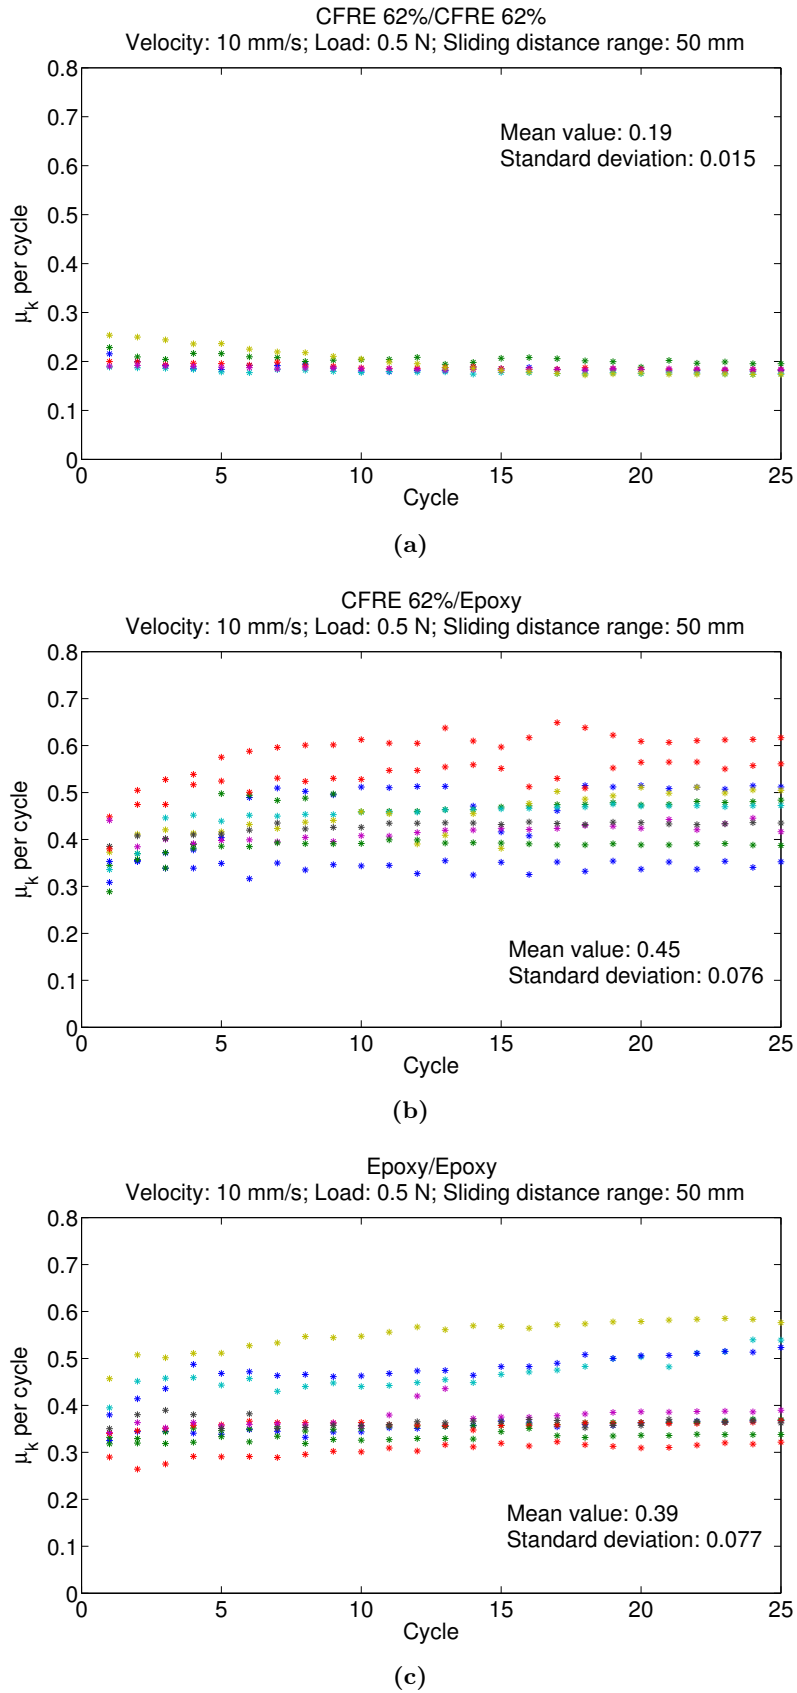 CFRE 62%/CFRE 62%
Velocity: 10 mm/s; Load: 0.5 N; Sliding distance range: 50 mm
0.8
0.7
0.6
0.5
0.4
0.3
0.2
0.1
0
μk per cycle
Mean value: 0.19
Standard deviation: 0.015
0 5 10 15 20 25
Cycle
(a)
CFRE 62%/Epoxy
Velocity: 10 mm/s; Load: 0.5 N; Sliding distance range: 50 mm
0.8
0.7
0.6
0.5
0.4
0.3
0.2
0.1
0
μk per cycle
Mean value: 0.45
Standard deviation: 0.076
0 5 10 15 20 25
Cycle
(b)
Epoxy/Epoxy
Velocity: 10 mm/s; Load: 0.5 N; Sliding distance range: 50 mm
0.8
0.7
0.6
0.5
0.4
0.3
0.2
0.1
0
μk per cycle
Mean value: 0.39
Standard deviation: 0.077
0 5 10 15 20 25
Cycle
(c)